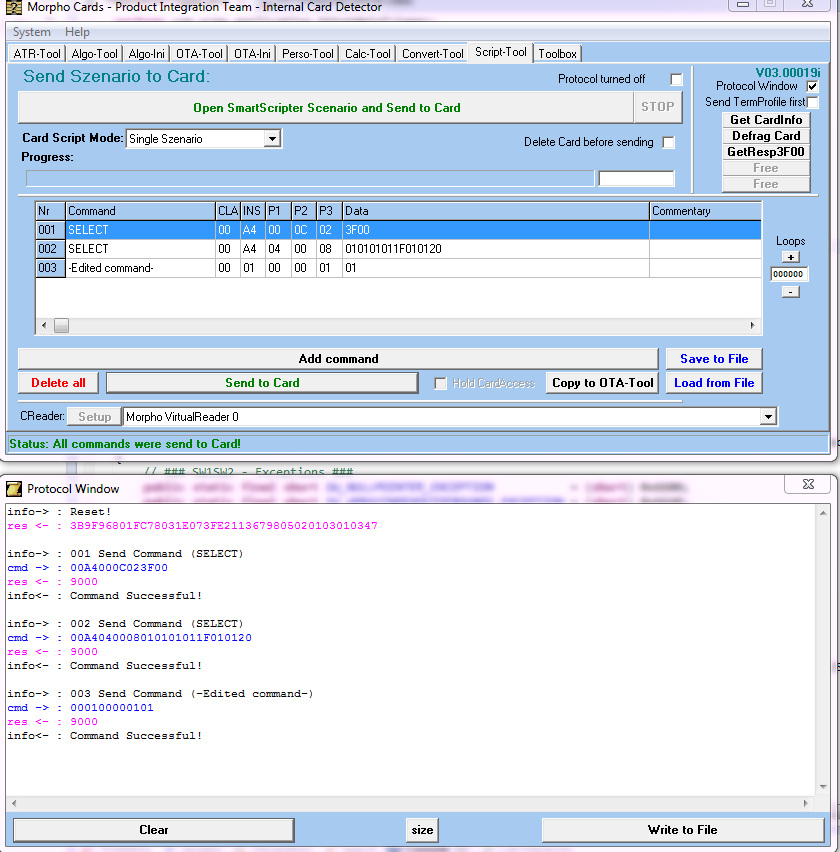 Morpho Cards - Product Integration Team - Internal Card Detector
System Help
ATR-Tool Algo-Tool Algo-Ini OTA-Tool OTA-Ini Perso-Tool Calc-Tool Convert-Tool Script-Tool Toolbox
V03.00019i
Send Szenario to Card:
Protocol turned off
Protocol Window
Send TermProfile first
Open SmartScripter Scenario and Send to Card STOP
Get CardInfo
Card Script Mode: Single Szenario
Delete Card before sending
Defrag Card
Progress:
GetResp3F00
Free
Free
Nr Command CLA INS P1 P2 P3 Data Commentary
001 SELECT 00 A4 00 0C 02 3F00
002 SELECT 00 A4 04 00 08 010101011F010120
003 -Edited command- 00 01 00 00 01 01
Loops
+
000000
-
Add command Save to File
Delete all Send to Card Hold CardAccess Copy to OTA-Tool Load from File
CReader: Setup Morpho VirtualReader 0
Status: All commands were send to Card!
// ### SW1SW2 - Exceptions ###
Protocol Window
info-> : Reset!
res <- : 3B9F96801FC78031E073FE2113679805020103010347
info-> : 001 Send Command (SELECT)
cmd -> : 00A4000C023F00
res <- : 9000
info<- : Command Successful!
info-> : 002 Send Command (SELECT)
cmd -> : 00A4040008010101011F010120
res <- : 9000
info<- : Command Successful!
info-> : 003 Send Command (-Edited command-)
cmd -> : 000100000101
res <- : 9000
info<- : Command Successful!
Clear size Write to File